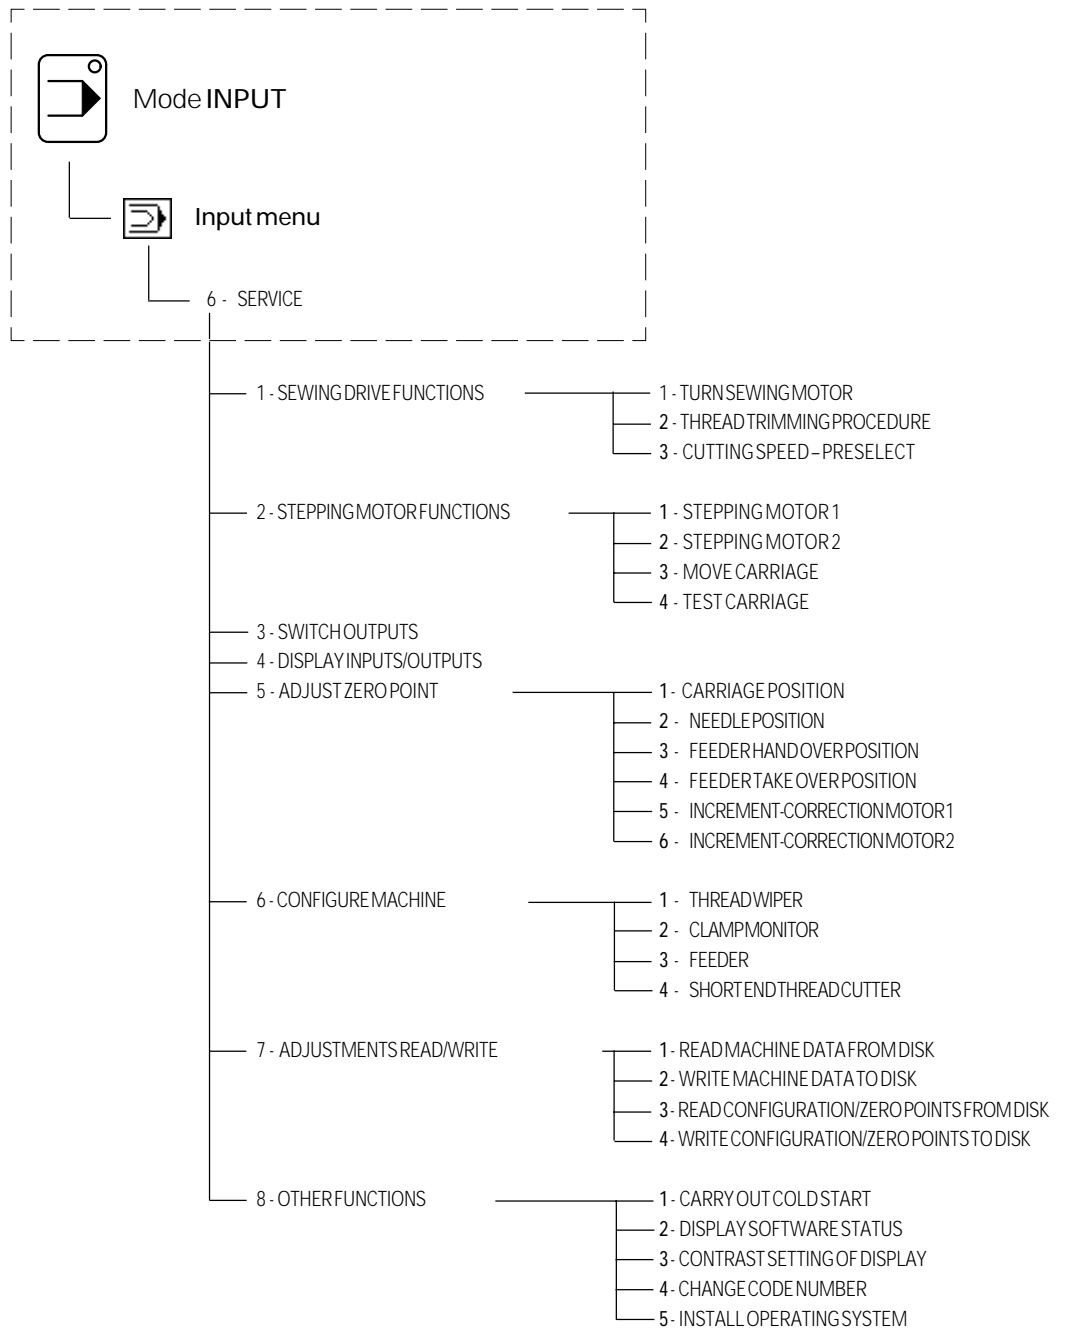 Mode INPUT
Input menu
6 - SERVICE
1 - SEWING DRIVE FUNCTIONS
1 - TURN SEWING MOTOR
2 - THREAD TRIMMING PROCEDURE
3 - CUTTING SPEED – PRESELECT
2 - STEPPING MOTOR FUNCTIONS
1 - STEPPING MOTOR 1
2 - STEPPING MOTOR 2
3 - MOVE CARRIAGE
4 - TEST CARRIAGE
3 - SWITCH OUTPUTS
4 - DISPLAY INPUTS/OUTPUTS
5 - ADJUST ZERO POINT
1 - CARRIAGE POSITION
2 - NEEDLE POSITION
3 - FEEDER HAND OVER POSITION
4 - FEEDER TAKE OVER POSITION
5 - INCREMENT-CORRECTION MOTOR 1
6 - INCREMENT-CORRECTION MOTOR 2
6 - CONFIGURE MACHINE
1 - THREAD WIPER
2 - CLAMP MONITOR
3 - FEEDER
4 - SHORT END THREAD CUTTER
7 - ADJUSTMENTS READ/WRITE
1 - READ MACHINE DATA FROM DISK
2 - WRITE MACHINE DATA TO DISK
3 - READ CONFIGURATION/ZERO POINTS FROM DISK
4 - WRITE CONFIGURATION/ZERO POINTS TO DISK
8 - OTHER FUNCTIONS
1 - CARRY OUT COLD START
2 - DISPLAY SOFTWARE STATUS
3 - CONTRAST SETTING OF DISPLAY
4 - CHANGE CODE NUMBER
5 - INSTALL OPERATING SYSTEM